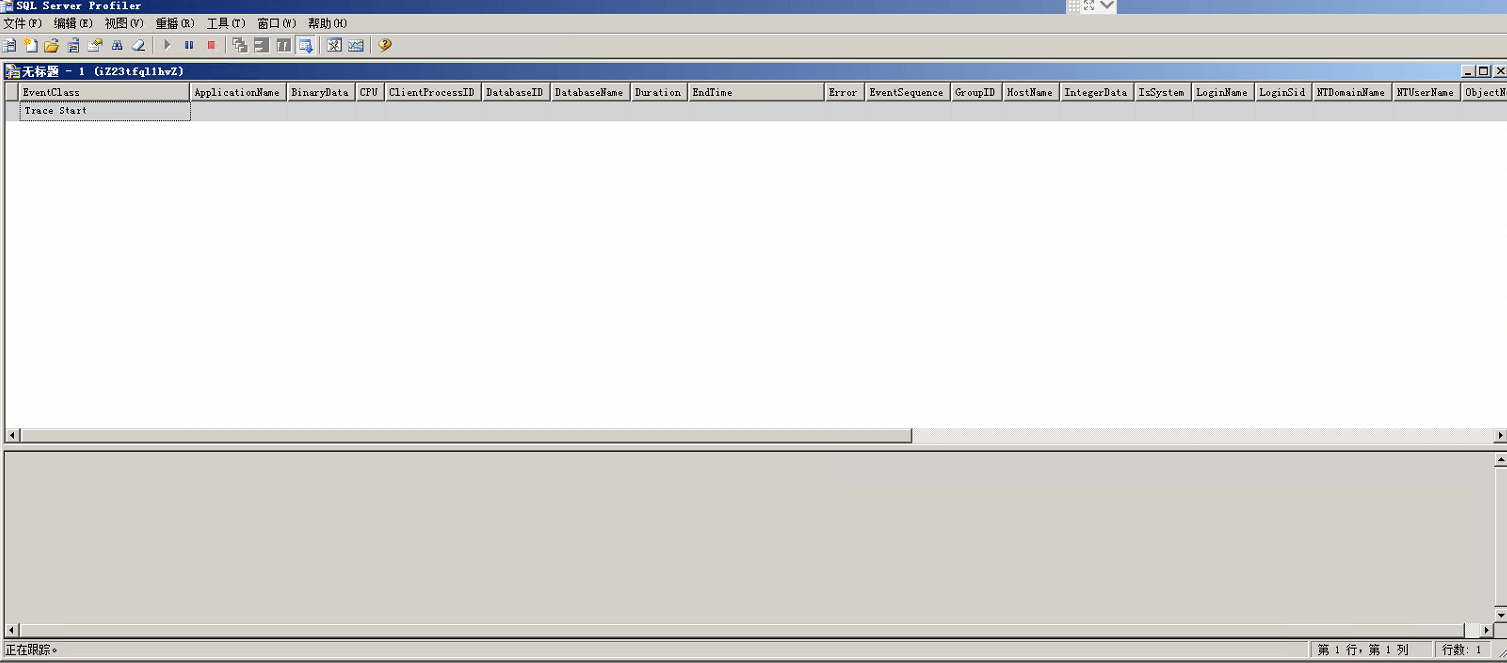 SQL Server Profiler
文件(F) 编辑(E) 视图(V) 重播(R) 工具(T) 窗口(W) 帮助(H)
无标题 - 1 (iZ23tfql1hwZ)
EventClass ApplicationName BinaryData CPU ClientProcessID DatabaseID DatabaseName Duration EndTime Error EventSequence GroupID HostName IntegerData IsSystem LoginName LoginSid NTDomainName NTUserName ObjectN
Trace Start
正在跟踪。 第 1 行，第 1 列 行数: 1